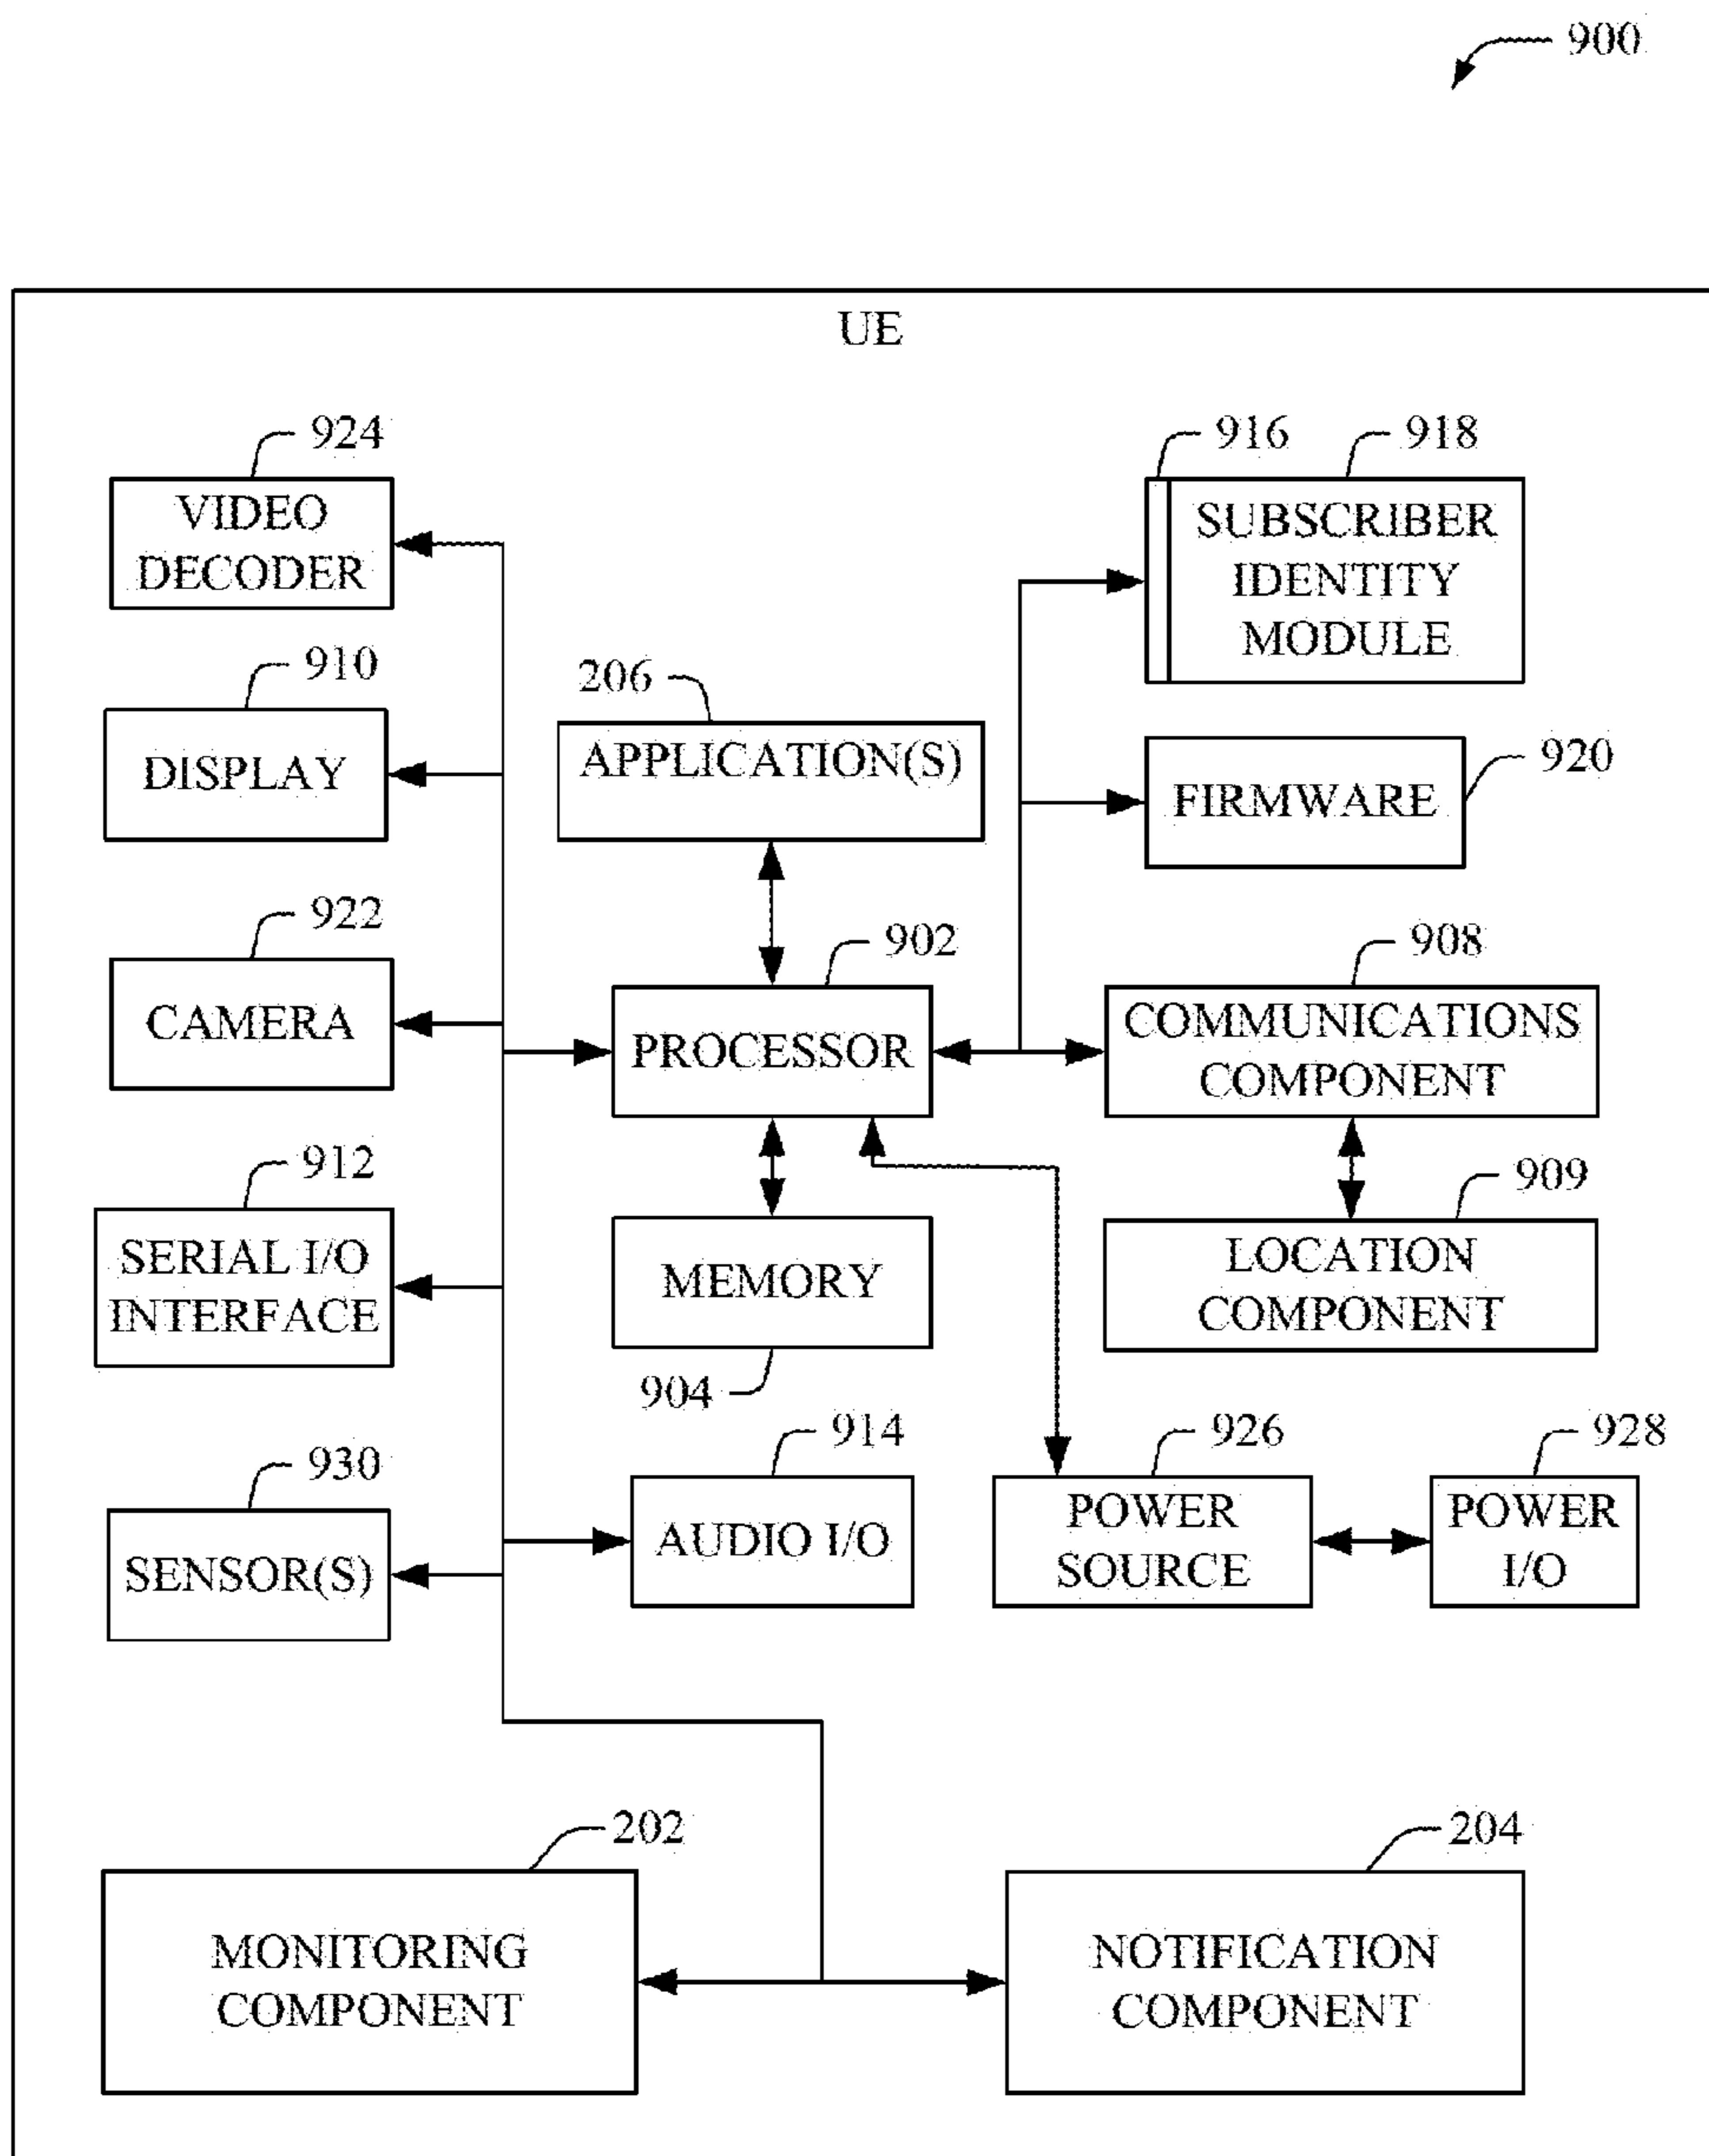 900
UE
924
VIDEO
DECODER
916
918
SUBSCRIBER
IDENTITY
MODULE
910
DISPLAY
206
APPLICATION(S)
920
FIRMWARE
922
CAMERA
902
PROCESSOR
908
COMMUNICATIONS
COMPONENT
912
SERIAL I/O
INTERFACE
MEMORY
904
909
LOCATION
COMPONENT
930
SENSOR(S)
914
AUDIO I/O
926
POWER
SOURCE
928
POWER
I/O
202
MONITORING
COMPONENT
204
NOTIFICATION
COMPONENT